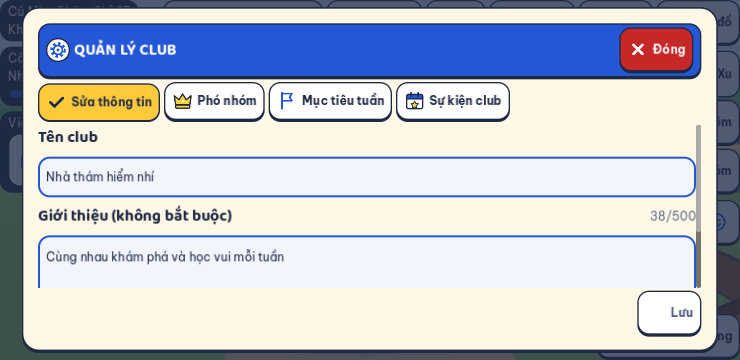 QUẢN LÝ CLUB
Đóng
Sửa thông tin
Phó nhóm
Mục tiêu tuần
Sự kiện club
Tên club
Nhà thám hiểm nhí
Giới thiệu (không bắt buộc)
38/500
Cùng nhau khám phá và học vui mỗi tuần
Lưu
Xu